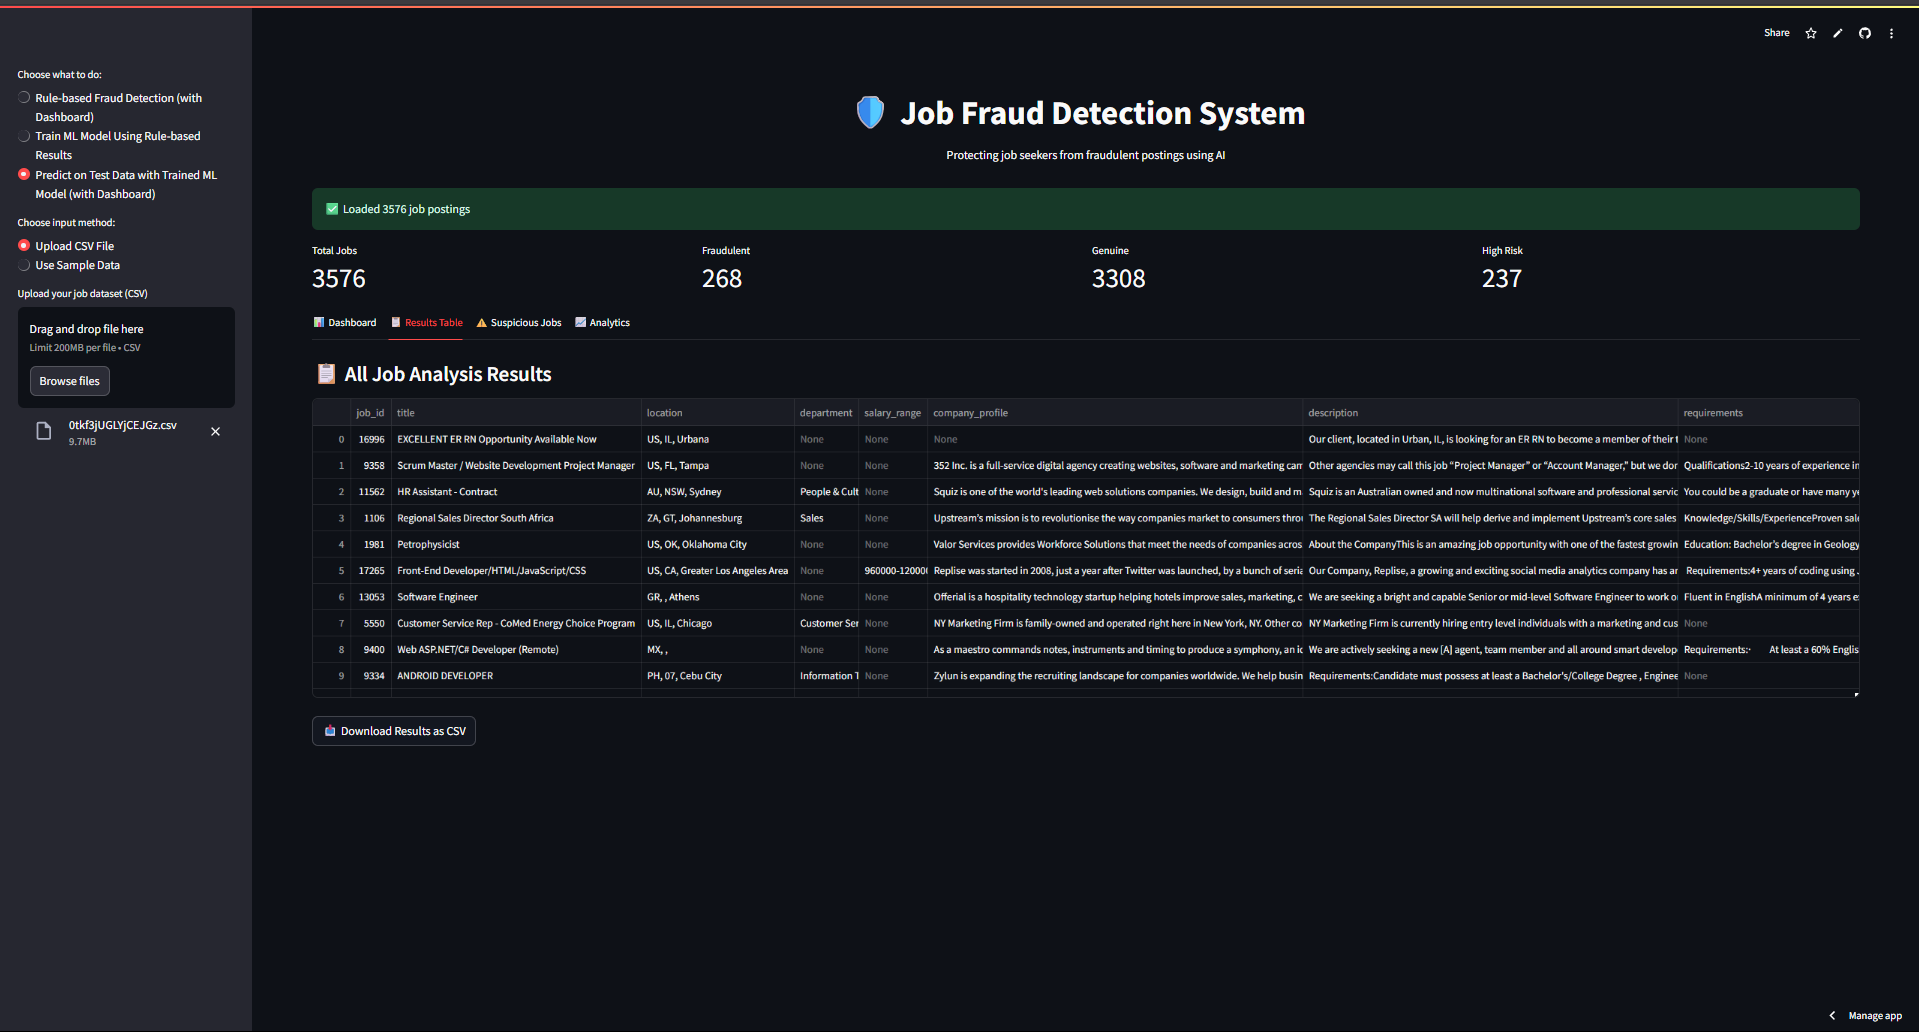 Share
Choose what to do:
Rule-based Fraud Detection (with
Dashboard)
Train ML Model Using Rule-based
Results
Predict on Test Data with Trained ML
Model (with Dashboard)
Choose input method:
Upload CSV File
Use Sample Data
Upload your job dataset (CSV)
Drag and drop file here
Limit 200MB per file • CSV
Browse files
0tkf3jUGLYjCEJGz.csv
9.7MB
Job Fraud Detection System
Protecting job seekers from fraudulent postings using AI
Loaded 3576 job postings
Total Jobs Fraudulent Genuine High Risk
3576 268 3308 237
Dashboard Results Table Suspicious Jobs Analytics
All Job Analysis Results
job_id title location department salary_range company_profile description requirements
0 16996 EXCELLENT ER RN Opportunity Available Now US, IL, Urbana None None None Our client, located in Urban, IL, is looking for an ER RN to become a member of their t None
1 9358 Scrum Master / Website Development Project Manager US, FL, Tampa None None 352 Inc. is a full-service digital agency creating websites, software and marketing cam Other agencies may call this job “Project Manager” or “Account Manager,” but we don Qualifications2-10 years of experience in
2 11562 HR Assistant - Contract AU, NSW, Sydney People & Cult None Squiz is one of the world's leading web solutions companies. We design, build and m Squiz is an Australian owned and now multinational software and professional servic You could be a graduate or have many ye
3 1106 Regional Sales Director South Africa ZA, GT, Johannesburg Sales None Upstream’s mission is to revolutionise the way companies market to consumers throu The Regional Sales Director SA will help derive and implement Upstream’s core sales Knowledge/Skills/ExperienceProven sale
4 1981 Petrophysicist US, OK, Oklahoma City None None Valor Services provides Workforce Solutions that meet the needs of companies across About the CompanyThis is an amazing job opportunity with one of the fastest growin Education: Bachelor’s degree in Geology
5 17265 Front-End Developer/HTML/JavaScript/CSS US, CA, Greater Los Angeles Area None 960000-120000 Replise was started in 2008, just a year after Twitter was launched, by a bunch of seria Our Company, Replise, a growing and exciting social media analytics company has an Requirements:4+ years of coding using .
6 13053 Software Engineer GR, , Athens None None Offerial is a hospitality technology startup helping hotels improve sales, marketing, c We are seeking a bright and capable Senior or mid-level Software Engineer to work o Fluent in EnglishA minimum of 4 years e
7 5550 Customer Service Rep - CoMed Energy Choice Program US, IL, Chicago Customer Ser None NY Marketing Firm is family-owned and operated right here in New York, NY. Other co NY Marketing Firm is currently hiring entry level individuals with a marketing and cus None
8 9400 Web ASP.NET/C# Developer (Remote) MX, , None None As a maestro commands notes, instruments and timing to produce a symphony, an ic We are actively seeking a new [A] agent, team member and all around smart develop Requirements:· At least a 60% Englis
9 9334 ANDROID DEVELOPER PH, 07, Cebu City Information T None Zylun is expanding the recruiting landscape for companies worldwide. We help busin Requirements:Candidate must possess at least a Bachelor's/College Degree , Enginee None
Download Results as CSV
Manage app